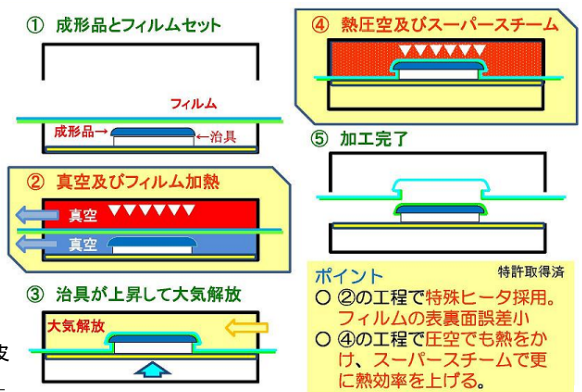 ① 成形品とフィルムセット
フィルム
成形品→
←治具
② 真空及びフィルム加熱
真空
真空
③ 治具が上昇して大気解放
大気解放
皮
④ 熱圧空及びスーパースチーム
⑤ 加工完了
ポイント
特許取得済
○ ②の工程で特殊ヒータ採用。
フィルムの表裏面誤差小
○ ④の工程で圧空でも熱をか
け、スーパースチームで更
に熱効率を上げる。